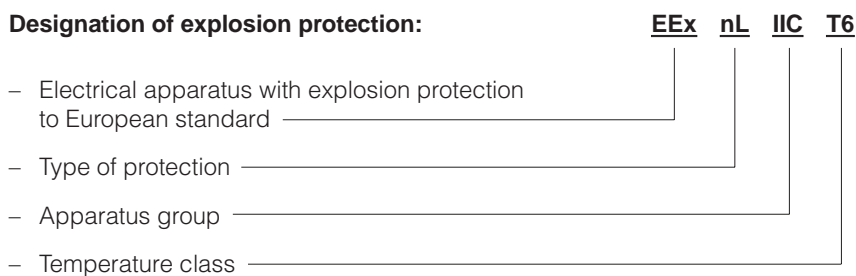 Designation of explosion protection: EEx nL IIC T6
– Electrical apparatus with explosion protection
to European standard
– Type of protection
– Apparatus group
– Temperature class